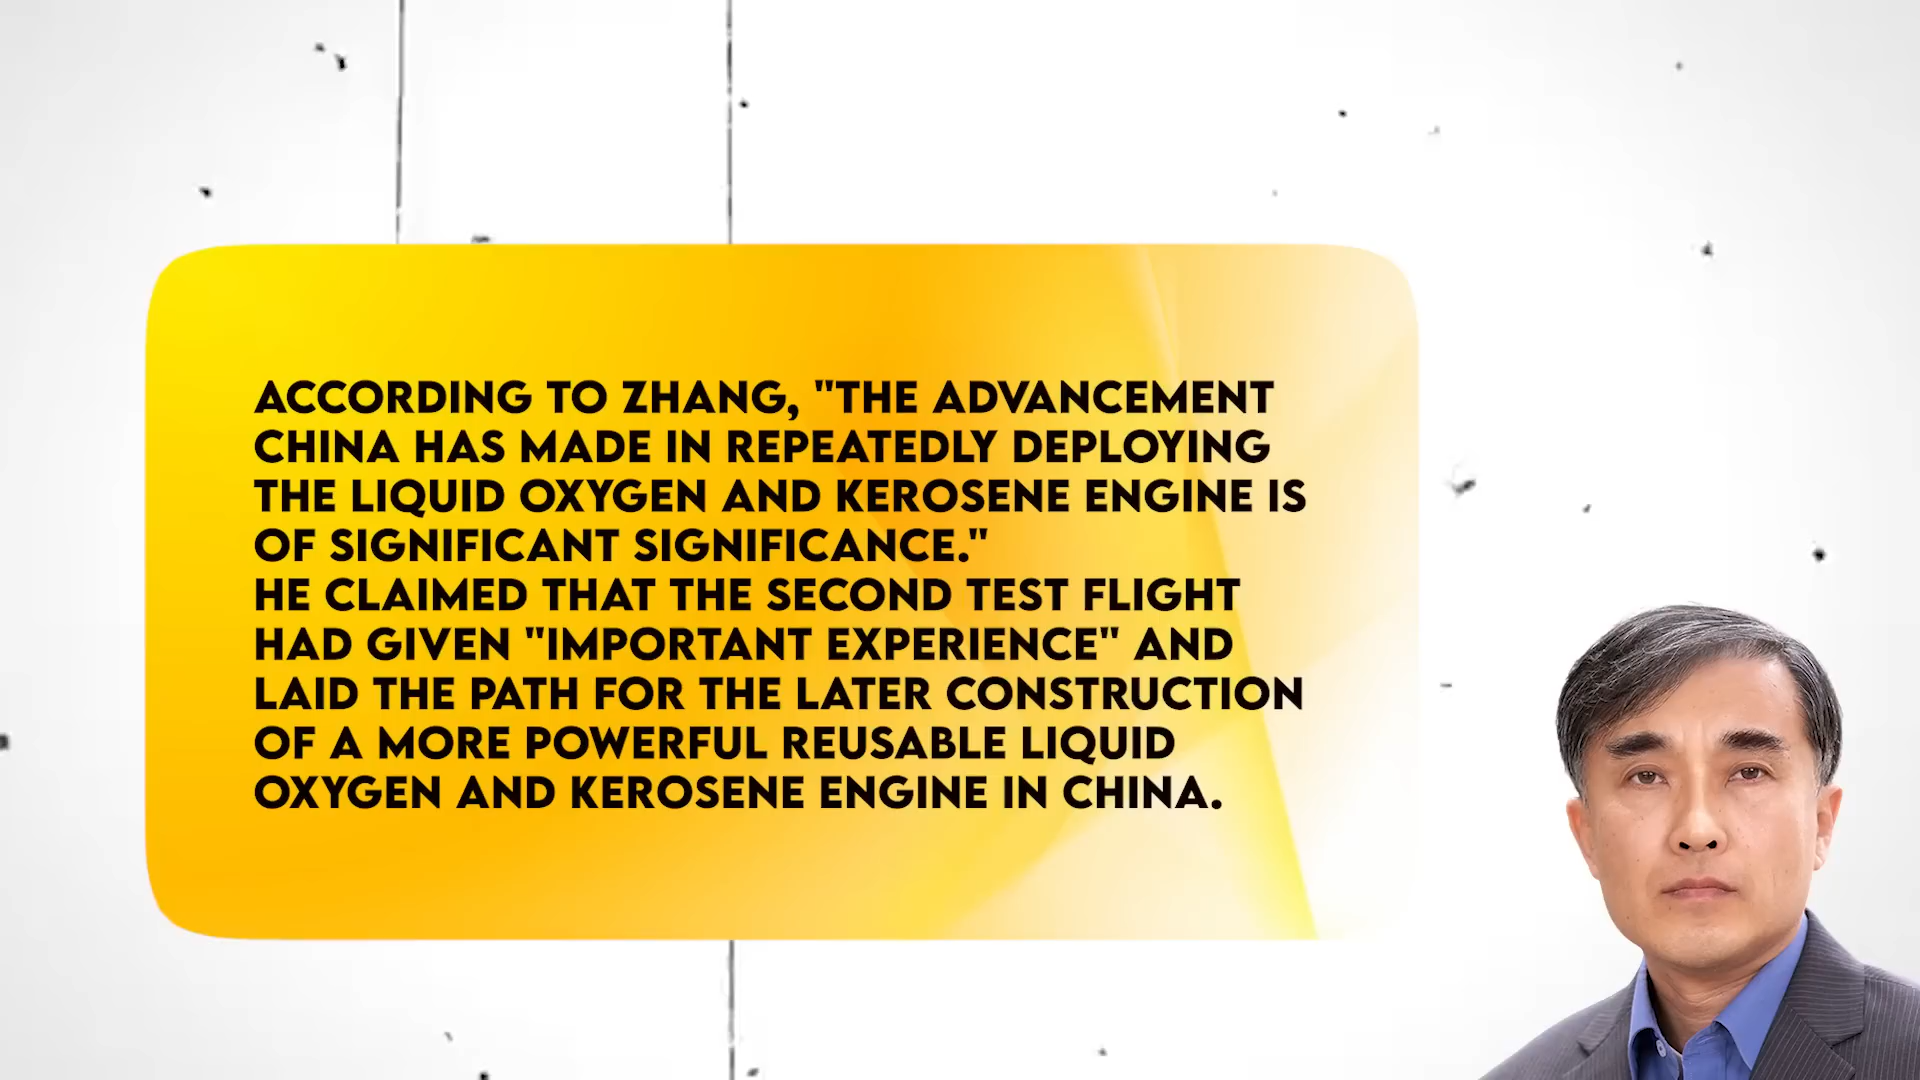 ACCORDING TO ZHANG, "THE ADVANCEMENT
CHINA HAS MADE IN REPEATEDLY DEPLOYING
THE LIQUID OXYGEN AND KEROSENE ENGINE IS
OF SIGNIFICANT SIGNIFICANCE."
HE CLAIMED THAT THE SECOND TEST FLIGHT
HAD GIVEN "IMPORTANT EXPERIENCE" AND
LAID THE PATH FOR THE LATER CONSTRUCTION
OF A MORE POWERFUL REUSABLE LIQUID
OXYGEN AND KEROSENE ENGINE IN CHINA.